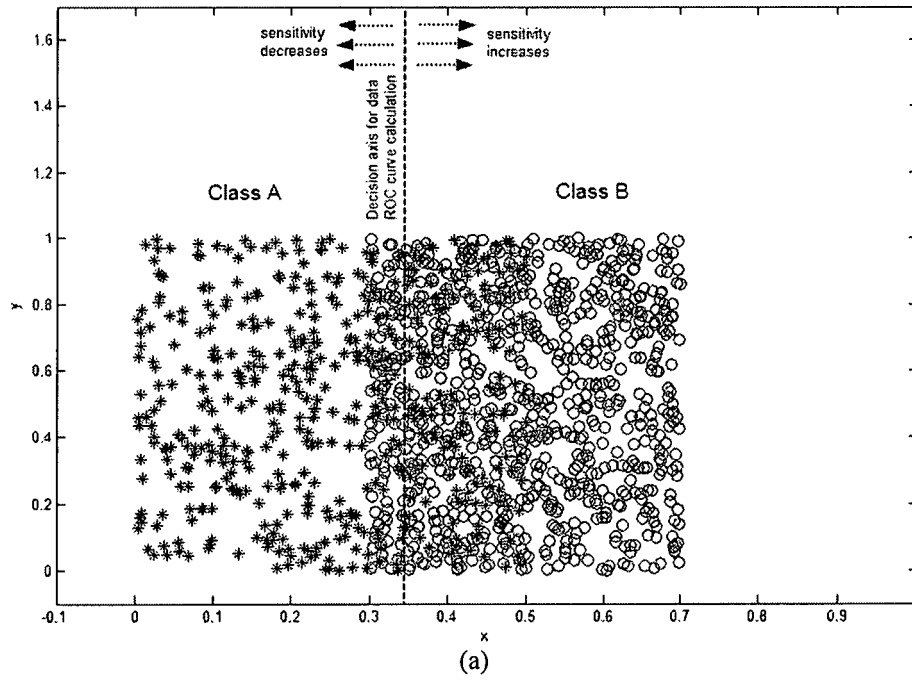 sensitivity
decreases
sensitivity
increases
Decision axis for data
ROC curve calculation
Class A
Class B
1.6
1.4
1.2
1
0.8
0.6
0.4
0.2
0
y
-0.1
0
0.1
0.2
0.3
0.4
0.5
0.6
0.7
0.8
0.9
x
(a)